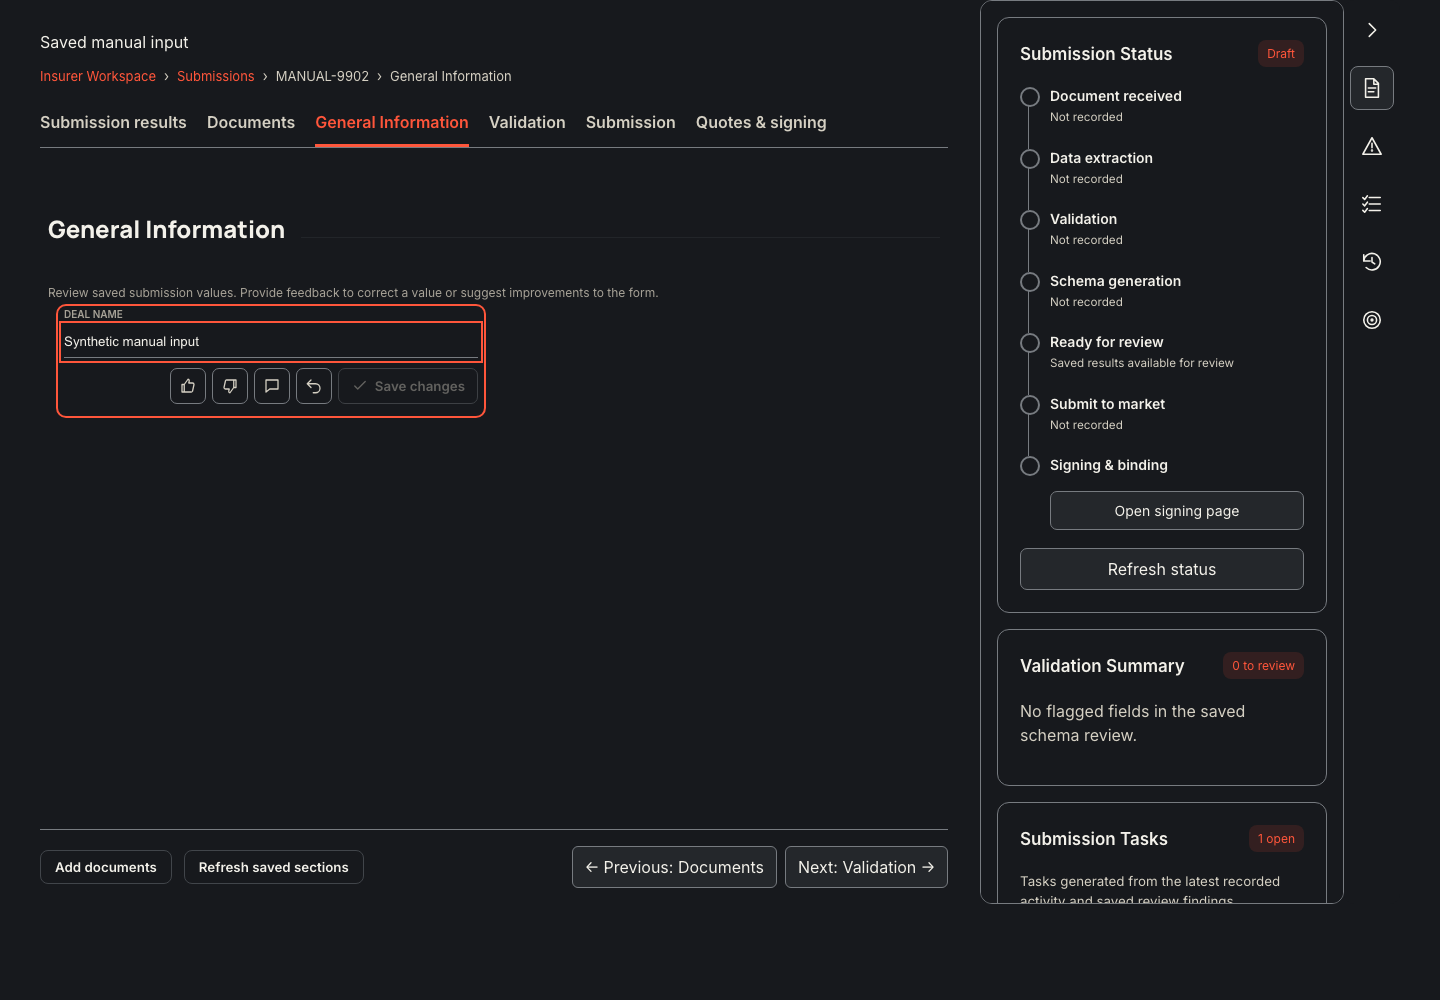 Saved manual input
Insurer Workspace › Submissions › MANUAL-9902 › General Information
Submission results Documents General Information Validation Submission Quotes & signing
General Information
Review saved submission values. Provide feedback to correct a value or suggest improvements to the form.
DEAL NAME
Synthetic manual input
Save changes
Add documents Refresh saved sections ← Previous: Documents Next: Validation →
Submission Status Draft
Document received
Not recorded
Data extraction
Not recorded
Validation
Not recorded
Schema generation
Not recorded
Ready for review
Saved results available for review
Submit to market
Not recorded
Signing & binding
Open signing page
Refresh status
Validation Summary 0 to review
No flagged fields in the saved
schema review.
Submission Tasks 1 open
Tasks generated from the latest recorded
activity and saved review findings